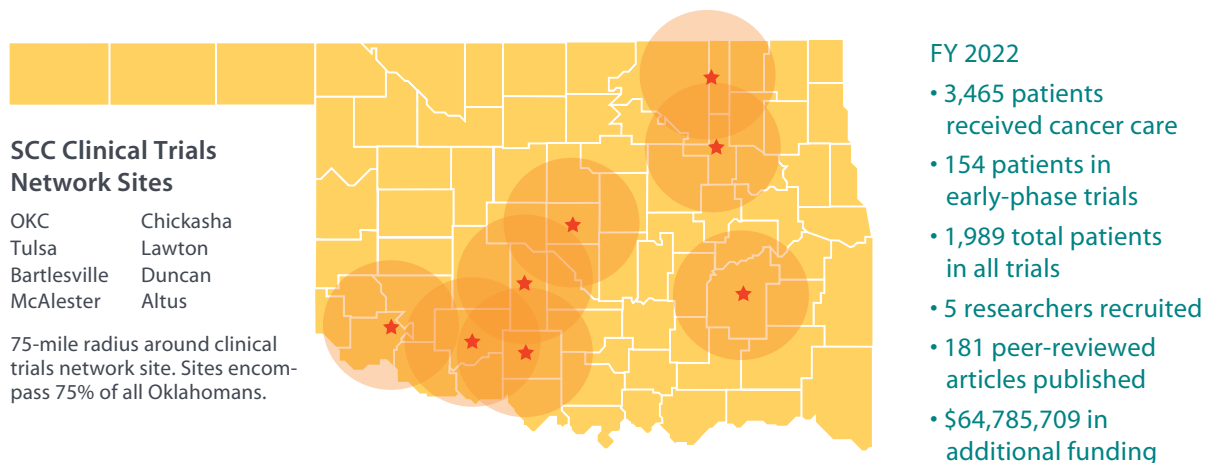 SCC Clinical Trials
Network Sites
OKC
Tulsa
Bartlesville
McAlester
Chickasha
Lawton
Duncan
Altus
75-mile radius around clinical
trials network site. Sites encom-
pass 75% of all Oklahomans.
FY 2022
• 3,465 patients
received cancer care
• 154 patients in
early-phase trials
• 1,989 total patients
in all trials
• 5 researchers recruited
• 181 peer-reviewed
articles published
• $64,785,709 in
additional funding